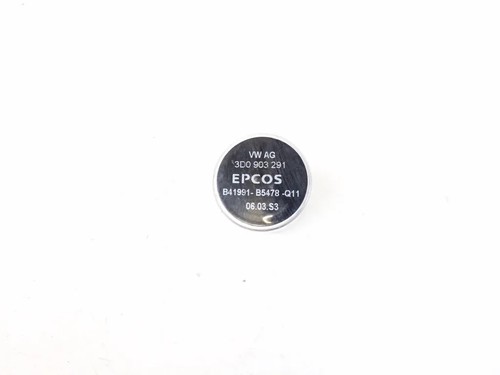 VW AG
3D0 903 291
EPCOS
B41991- B5478 -Q11
06.03.S3